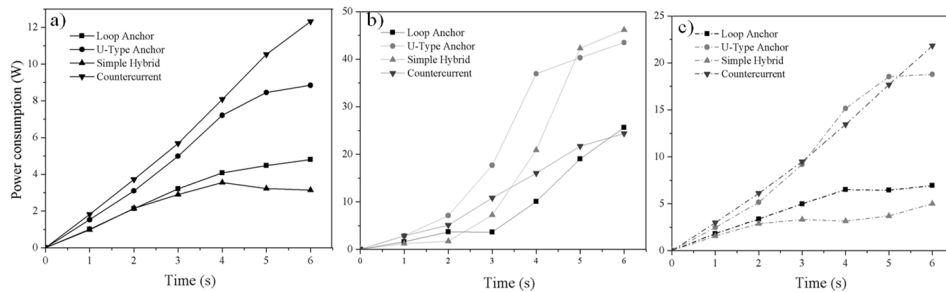 a)
Loop Anchor
U-Type Anchor
Simple Hybrid
Countercurrent
Power consumption (W)
12
10
8
6
4
2
0
0 1 2 3 4 5 6
Time (s)
b)
Loop Anchor
U-Type Anchor
Simple Hybrid
Countercurrent
50
40
30
20
10
0
0 1 2 3 4 5 6
Time (s)
c)
Loop Anchor
U-Type Anchor
Simple Hybrid
Countercurrent
25
20
15
10
5
0
0 1 2 3 4 5 6
Time (s)